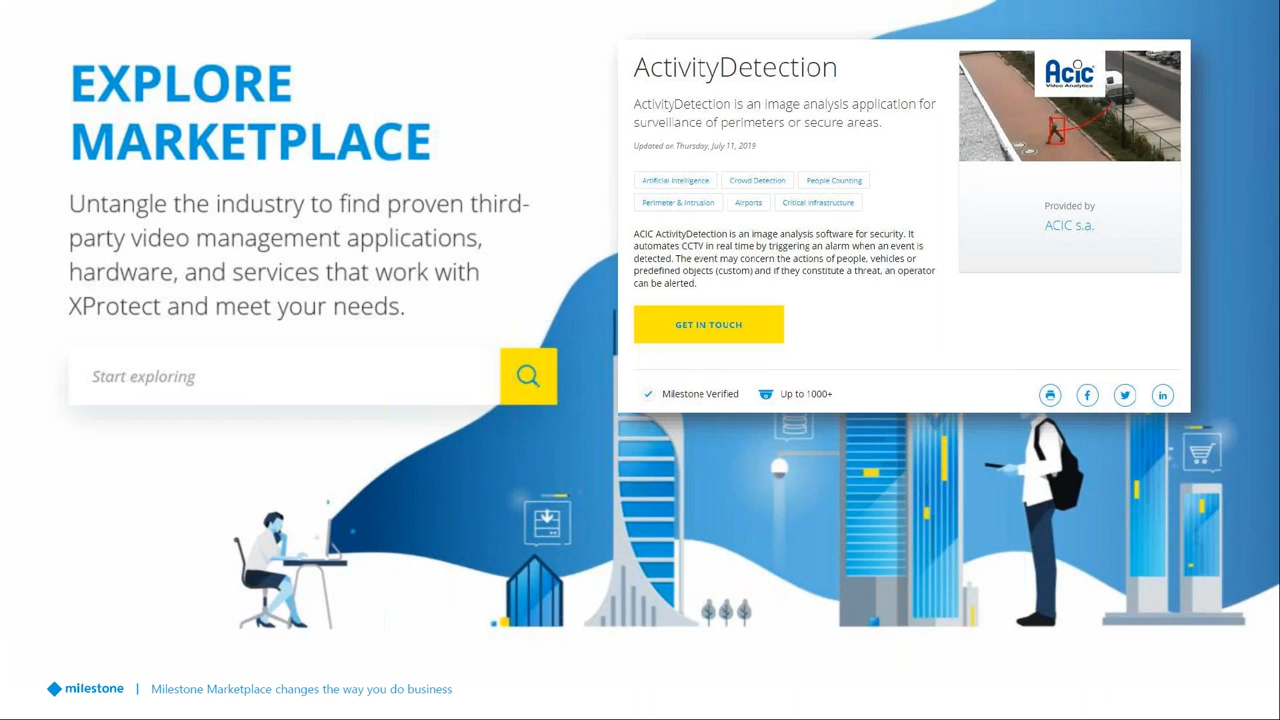 EXPLORE
MARKETPLACE
Untangle the industry to find proven third-
party video management applications,
hardware, and services that work with
XProtect and meet your needs.
Start exploring
ActivityDetection
ActivityDetection is an image analysis application for
surveillance of perimeters or secure areas.
Updated on Thursday, July 11, 2019
Artificial Intelligence
Crowd Detection
People Counting
Perimeter & Intrusion
Airports
Critical Infrastructure
ACIC ActivityDetection is an image analysis software for security. It
automates CCTV in real time by triggering an alarm when an event is
detected. The event may concern the actions of people, vehicles or
predefined objects (custom) and if they constitute a threat, an operator
can be alerted.
GET IN TOUCH
Milestone Verified
Up to 1000+
Acic
Video Analytics
Provided by
ACIC s.a.
f
in
milestone | Milestone Marketplace changes the way you do business